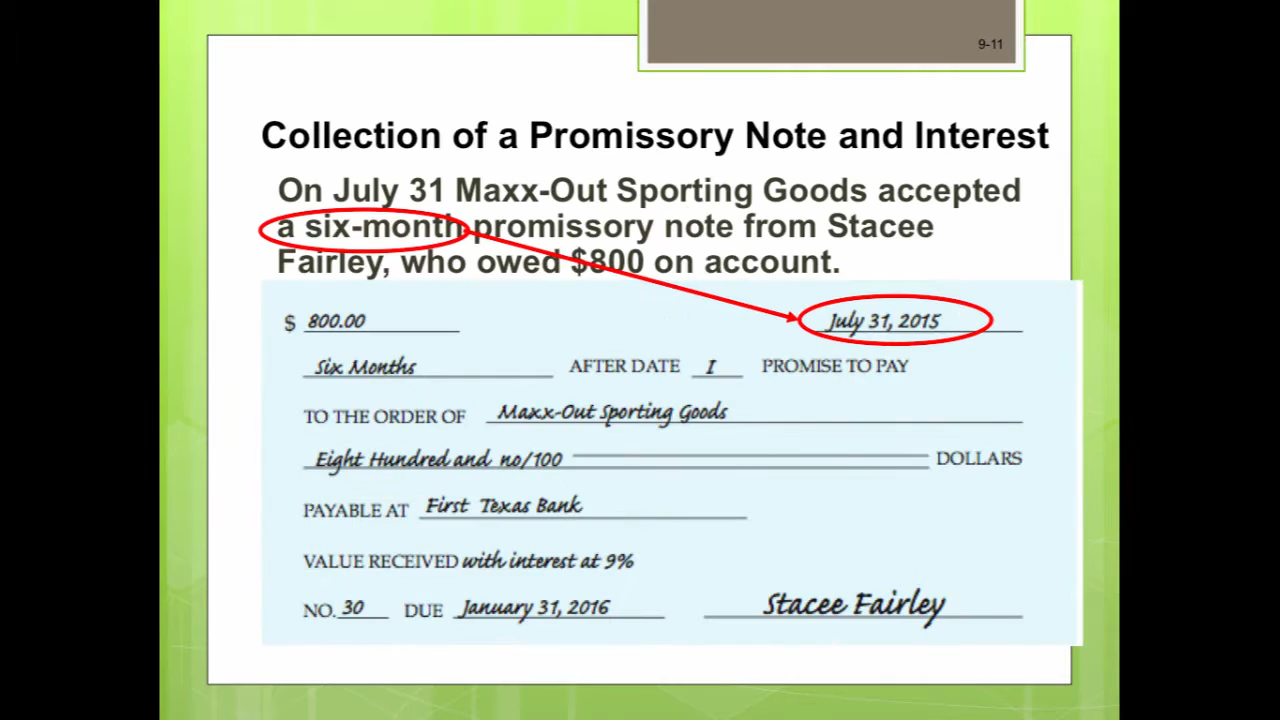 9-11
Collection of a Promissory Note and Interest
On July 31 Maxx-Out Sporting Goods accepted
a six-month promissory note from Stacee
Fairley, who owed $800 on account.
$ 800.00 July 31, 2015
Six Months AFTER DATE I PROMISE TO PAY
TO THE ORDER OF Maxx-Out Sporting Goods
Eight Hundred and no/100 DOLLARS
PAYABLE AT First Texas Bank
VALUE RECEIVED with interest at 9%
NO. 30 DUE January 31, 2016 Stacee Fairley